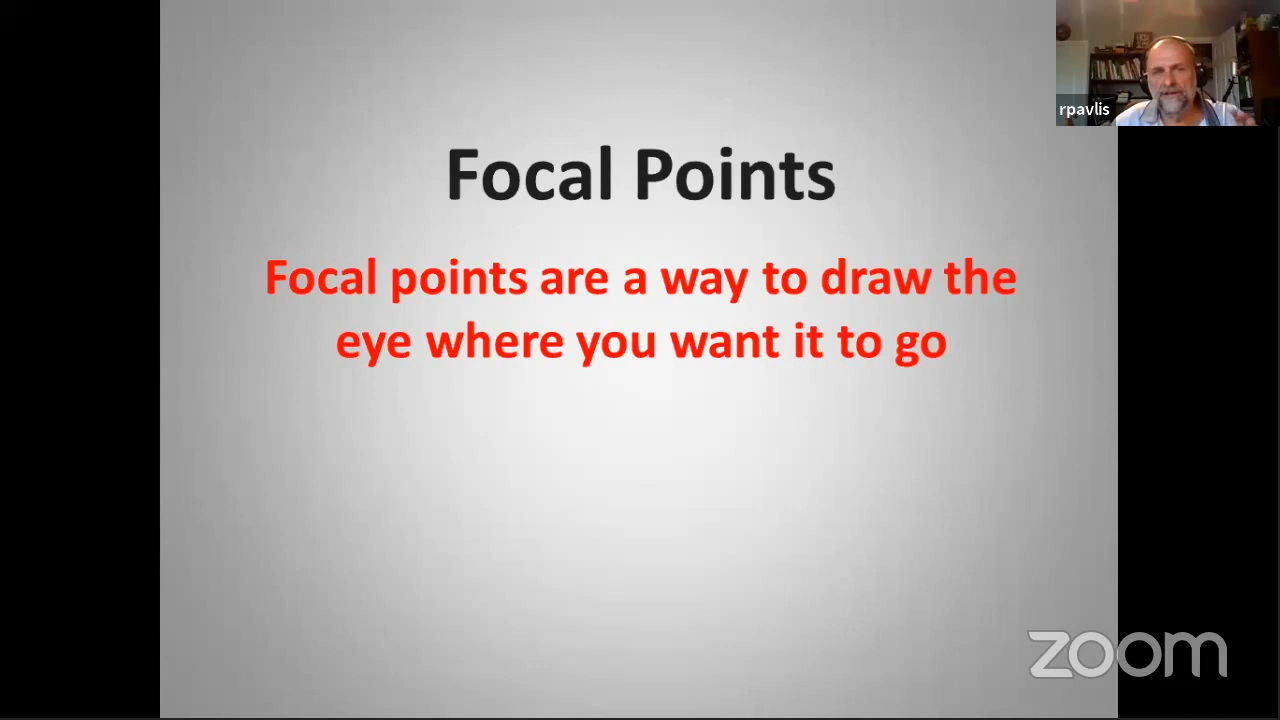 rpavlis
Focal Points
Focal points are a way to draw the
eye where you want it to go
zoom